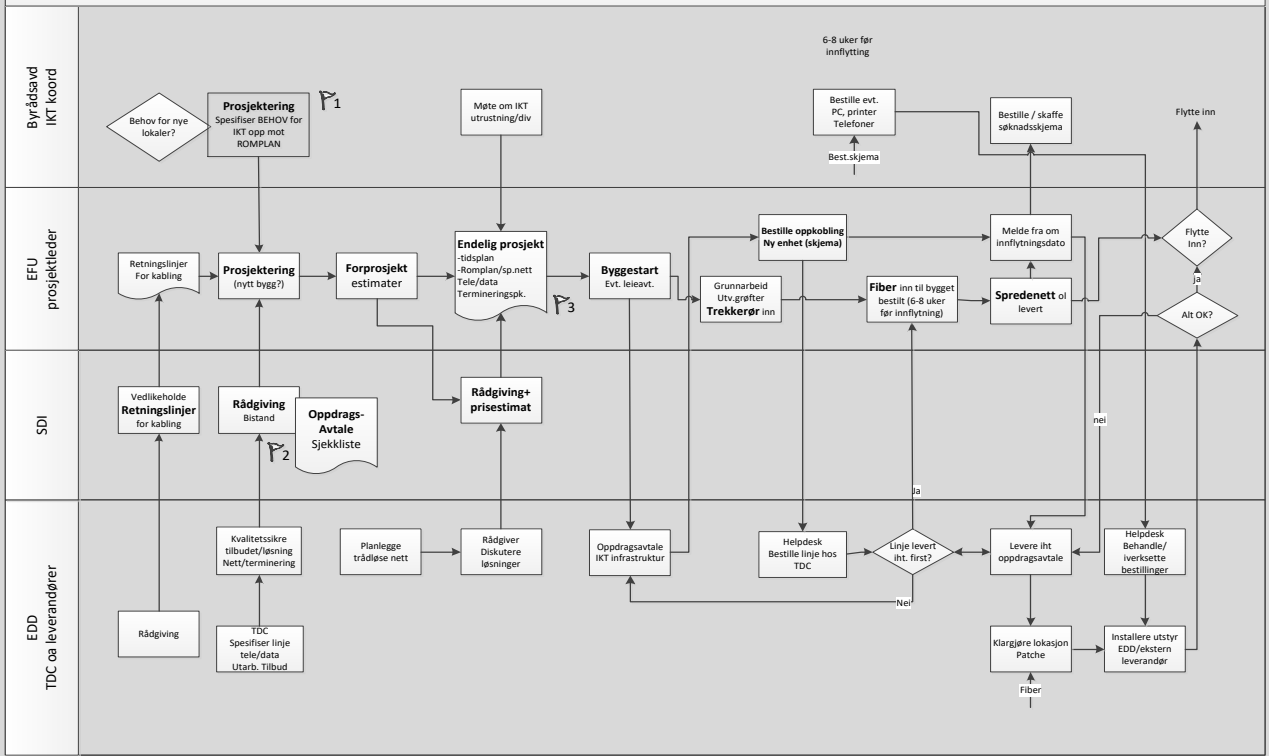 Byrådsavd
IKT koord
Behov for nye
lokaler?
Prosjektering
Spesifiser BEHOV for
IKT opp mot
ROMPLAN
1
Møte om IKT
utrustning/div
6-8 uker før
innflytting
Bestille evt.
PC, printer
Telefoner
Best.skjema
Bestille / skaffe
søknadsskjema
Flytte inn
EFU
prosjektleder
Retningslinjer
For kabling
Prosjektering
(nytt bygg?)
Forprosjekt
estimater
Endelig prosjekt
-tidsplan
-Romplan/sp.nett
Tele/data
Termineringspk.
3
Byggestart
Evt. leieavt.
Grunnarbeid
Utv.grøfter
Trekkerør inn
Bestille oppkobling
Ny enhet (skjema)
Fiber inn til bygget
bestilt (6-8 uker
før innflytning)
Melde fra om
innflytningsdato
Spredenett ol
levert
Flytte
Inn?
ja
Alt OK?
SDI
Vedlikeholde
Retningslinjer
for kabling
Rådgiving
Bistand
2
Oppdrags-
Avtale
Sjekkliste
Rådgiving+
prisestimat
nei
Ja
EDD
TDC oa leverandører
Rådgiving
Kvalitetssikre
tilbudet/løsning
Nett/terminering
TDC
Spesifiser linje
tele/data
Utarb. Tilbud
Planlegge
trådløse nett
Rådgiver
Diskutere
løsninger
Oppdragsavtale
IKT infrastruktur
Helpdesk
Bestille linje hos
TDC
Linje levert
iht. first?
Nei
Levere iht
oppdragsavtale
Helpdesk
Behandle/
iverksette
bestillinger
Klargjøre lokasjon
Patche
Fiber
Installere utstyr
EDD/ekstern
leverandør